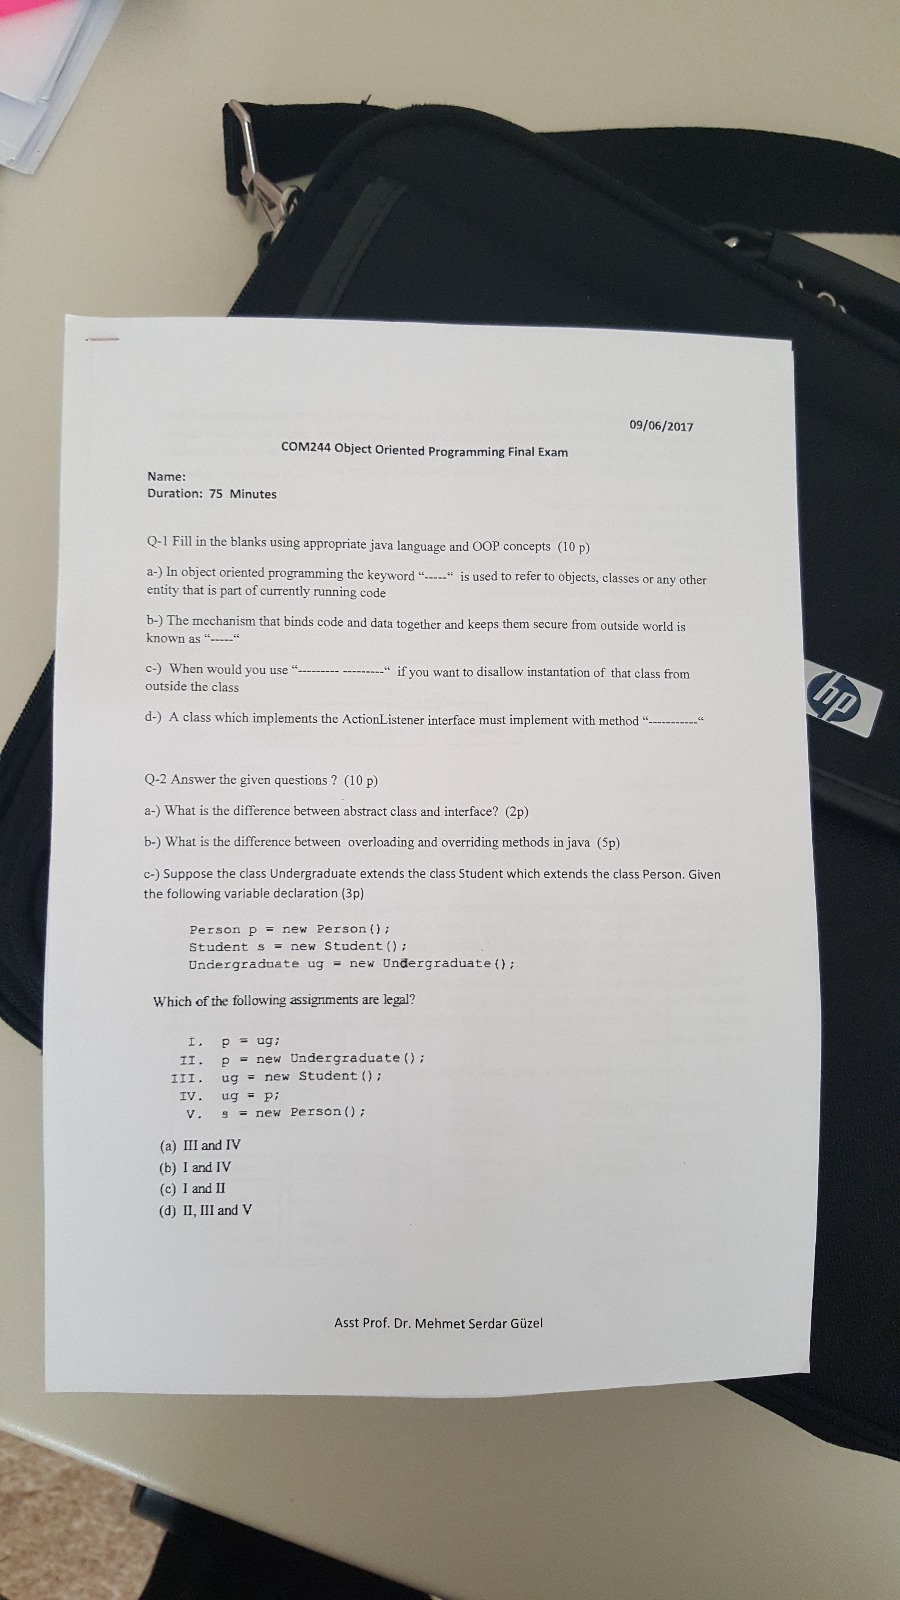 09/06/2017
COM244 Object Oriented Programming Final Exam
Name:
Duration: 75 Minutes
Q-1 Fill in the blanks using appropriate java language and OOP concepts (10 p)
a-) In object oriented programming the keyword “-----“ is used to refer to objects, classes or any other
entity that is part of currently running code
b-) The mechanism that binds code and data together and keeps them secure from outside world is
known as “-----“
c-) When would you use “--------- ---------“ if you want to disallow instantation of that class from
outside the class
d-) A class which implements the ActionListener interface must implement with method “-----------“
Q-2 Answer the given questions ? (10 p)
a-) What is the difference between abstract class and interface? (2p)
b-) What is the difference between overloading and overriding methods in java (5p)
c-) Suppose the class Undergraduate extends the class Student which extends the class Person. Given
the following variable declaration (3p)
Person p = new Person();
Student s = new Student();
Undergraduate ug = new Undergraduate();
Which of the following assignments are legal?
I. p = ug;
II. p = new Undergraduate();
III. ug = new Student();
IV. ug = p;
V. s = new Person();
(a) III and IV
(b) I and IV
(c) I and II
(d) II, III and V
Asst Prof. Dr. Mehmet Serdar Güzel
hp